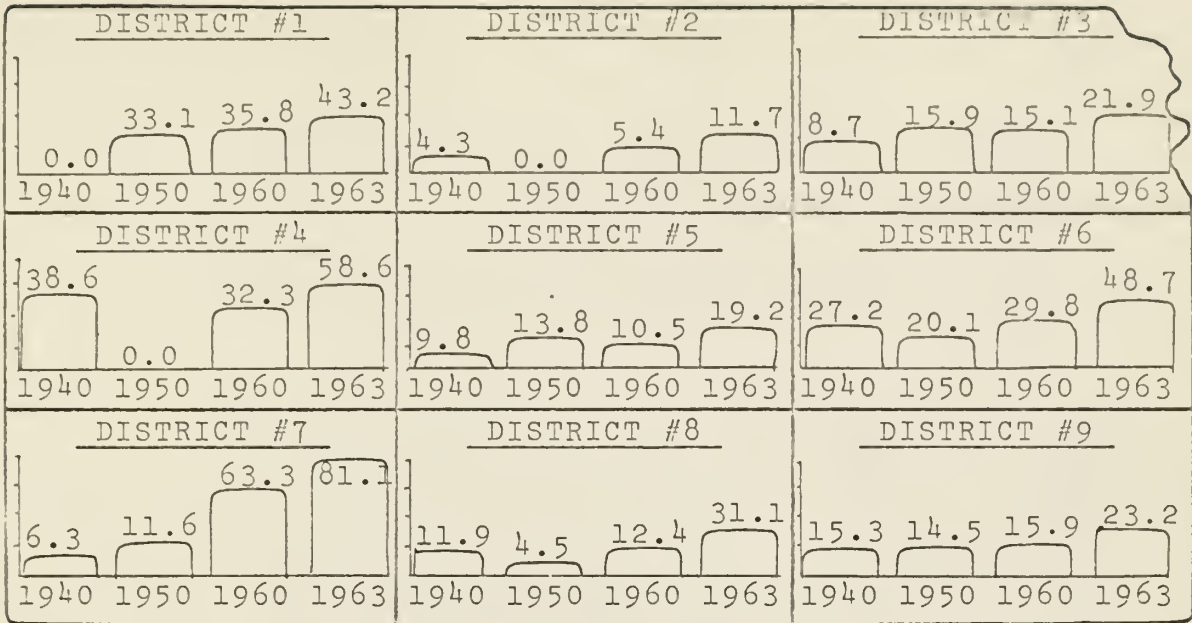 DISTRICT #1
33.1 35.8 43.2
0.0
1940 1950 1960 1963
DISTRICT #2
4.3 0.0 5.4 11.7
1940 1950 1960 1963
DISTRICT #3
8.7 15.9 15.1 21.9
1940 1950 1960 1963
DISTRICT #4
38.6 0.0 32.3 58.6
1940 1950 1960 1963
DISTRICT #5
9.8 13.8 10.5 19.2
1940 1950 1960 1963
DISTRICT #6
27.2 20.1 29.8 48.7
1940 1950 1960 1963
DISTRICT #7
6.3 11.6 63.3 81.1
1940 1950 1960 1963
DISTRICT #8
11.9 4.5 12.4 31.1
1940 1950 1960 1963
DISTRICT #9
15.3 14.5 15.9 23.2
1940 1950 1960 1963